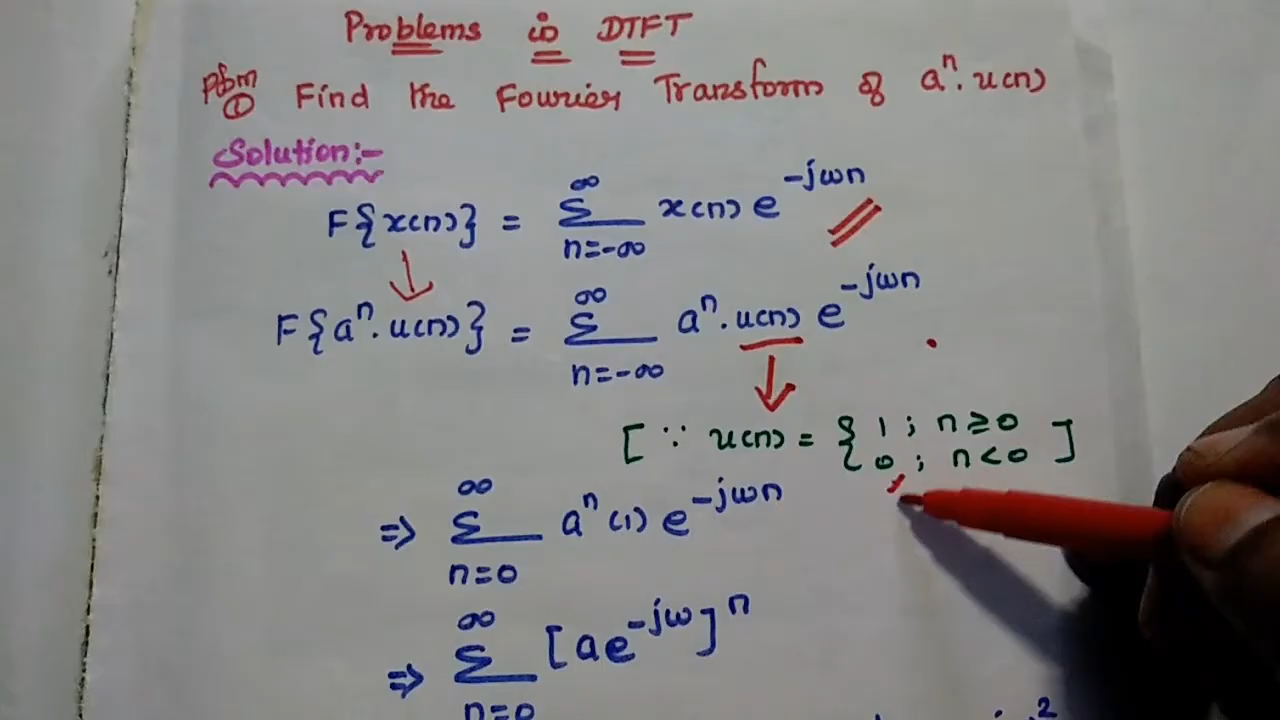 Problems in DTFT
Pbm ① Find the Fourier Transform of aⁿ. u(n)
Solution:-
F{x(n)} = Σ_{n=-∞}^{∞} x(n) e^{-jωn}
F{aⁿ. u(n)} = Σ_{n=-∞}^{∞} aⁿ. u(n) e^{-jωn}
[ ∵ u(n) = { 1 ; n≥0
0 ; n<0 ]
⇒ Σ_{n=0}^{∞} aⁿ (1) e^{-jωn}
⇒ Σ_{n=0}^{∞} [ae^{-jω}]ⁿ